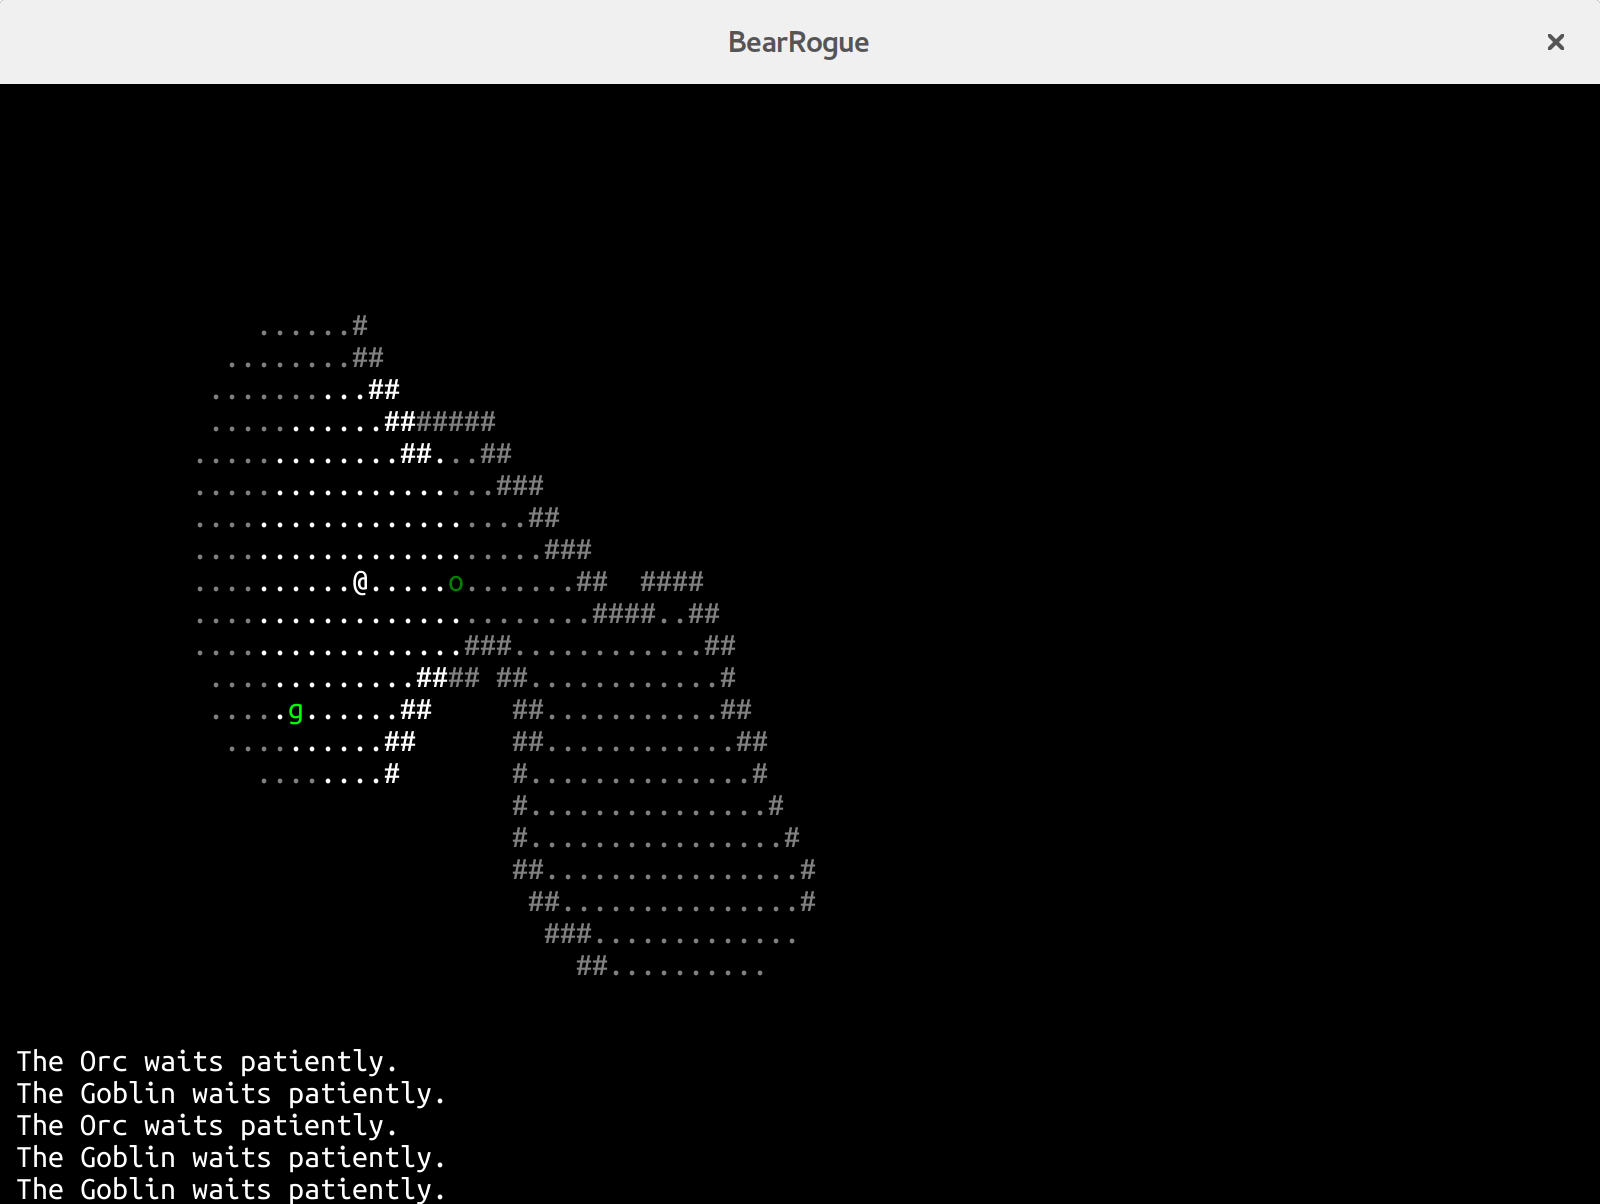 BearRogue
......#
........##
..........##
...........#######
.............##...##
...................###
.....................##
......................###
..........@.....o.......## ####
.........................####..##
.................###............##
.............#### ##............#
.....g......## ##...........##
..........## ##............##
........# #..............#
#...............#
#................#
##................#
##...............#
###.............
##..........
The Orc waits patiently.
The Goblin waits patiently.
The Orc waits patiently.
The Goblin waits patiently.
The Goblin waits patiently.